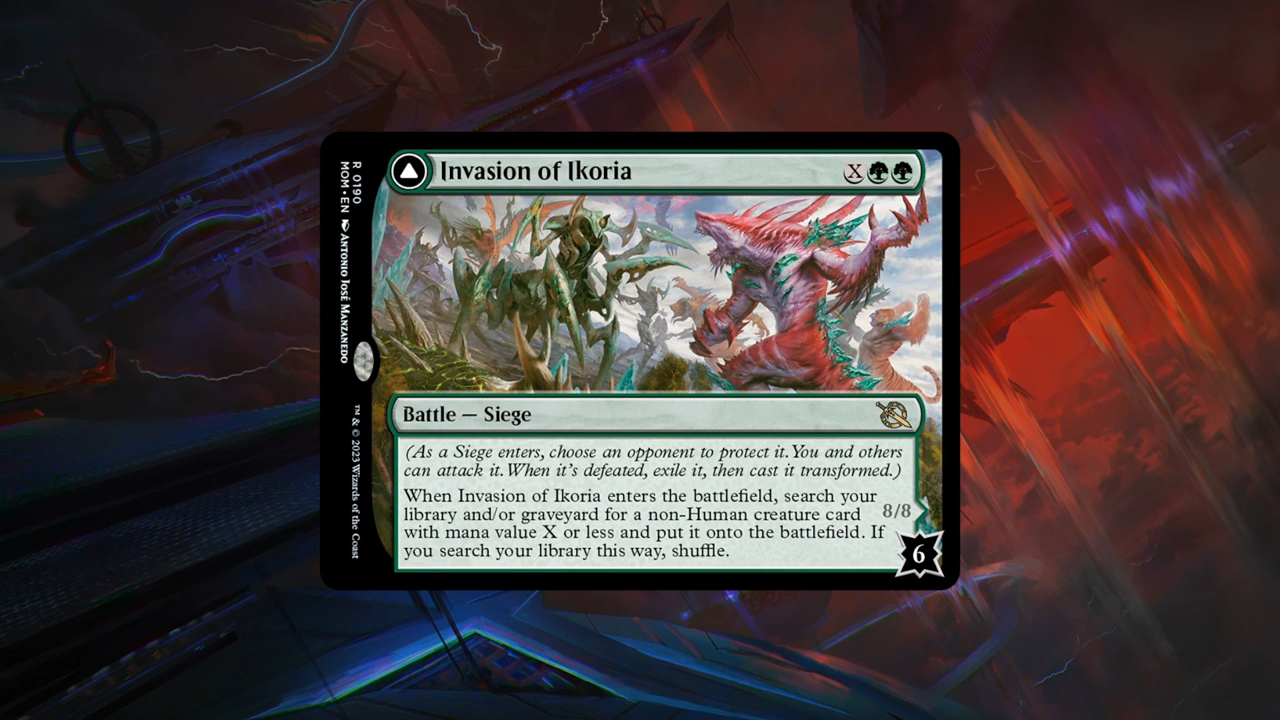 Invasion of Ikoria
X
Battle — Siege
(As a Siege enters, choose an opponent to protect it. You and others
can attack it. When it's defeated, exile it, then cast it transformed.)
When Invasion of Ikoria enters the battlefield, search your
library and/or graveyard for a non-Human creature card
with mana value X or less and put it onto the battlefield. If
you search your library this way, shuffle.
8/8
6
R 0190
MOM • EN Antonio José Manzanedo
™ & © 2023 Wizards of the Coast